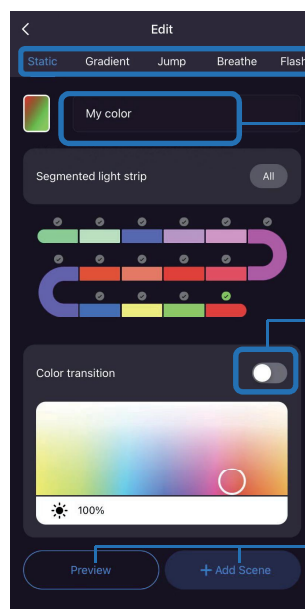 Edit
Static Gradient Jump Breathe Flash
My color
Segmented light strip All
Color transition
100%
Preview + Add Scene